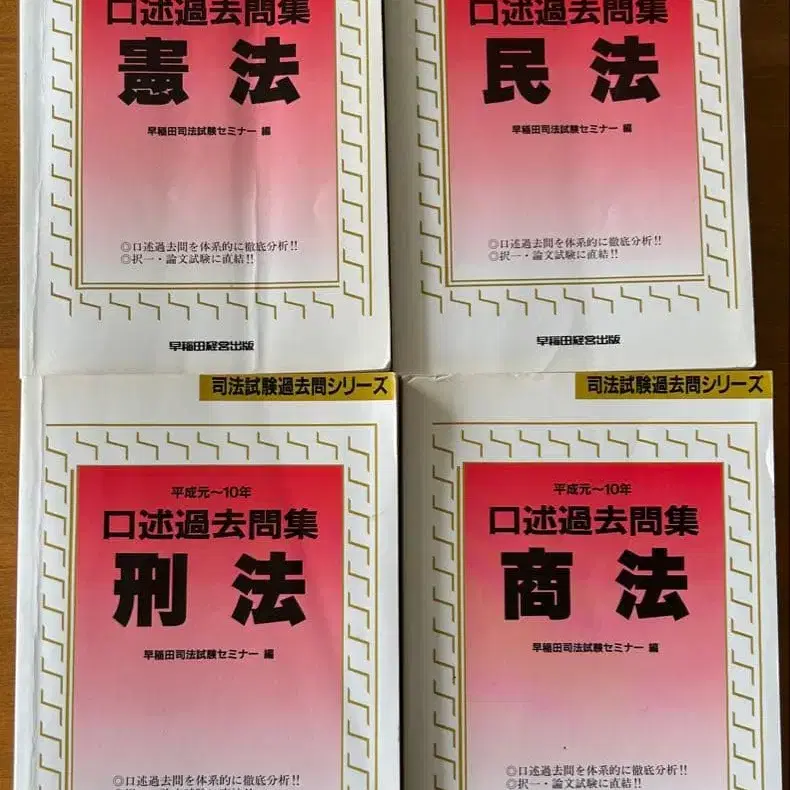 口述過去問集
憲法
早稲田司法試験セミナー 編
◎口述過去問を体系的に徹底分析!!
◎択一・論文試験に直結!!
早稲田経営出版
口述過去問集
民法
早稲田司法試験セミナー 編
◎口述過去問を体系的に徹底分析!!
◎択一・論文試験に直結!!
早稲田経営出版
司法試験過去問シリーズ
平成元〜10年
口述過去問集
刑法
早稲田司法試験セミナー 編
◎口述過去問を体系的に徹底分析!!
司法試験過去問シリーズ
平成元〜10年
口述過去問集
商法
早稲田司法試験セミナー 編
◎口述過去問を体系的に徹底分析!!
◎択一・論文試験に直結!!